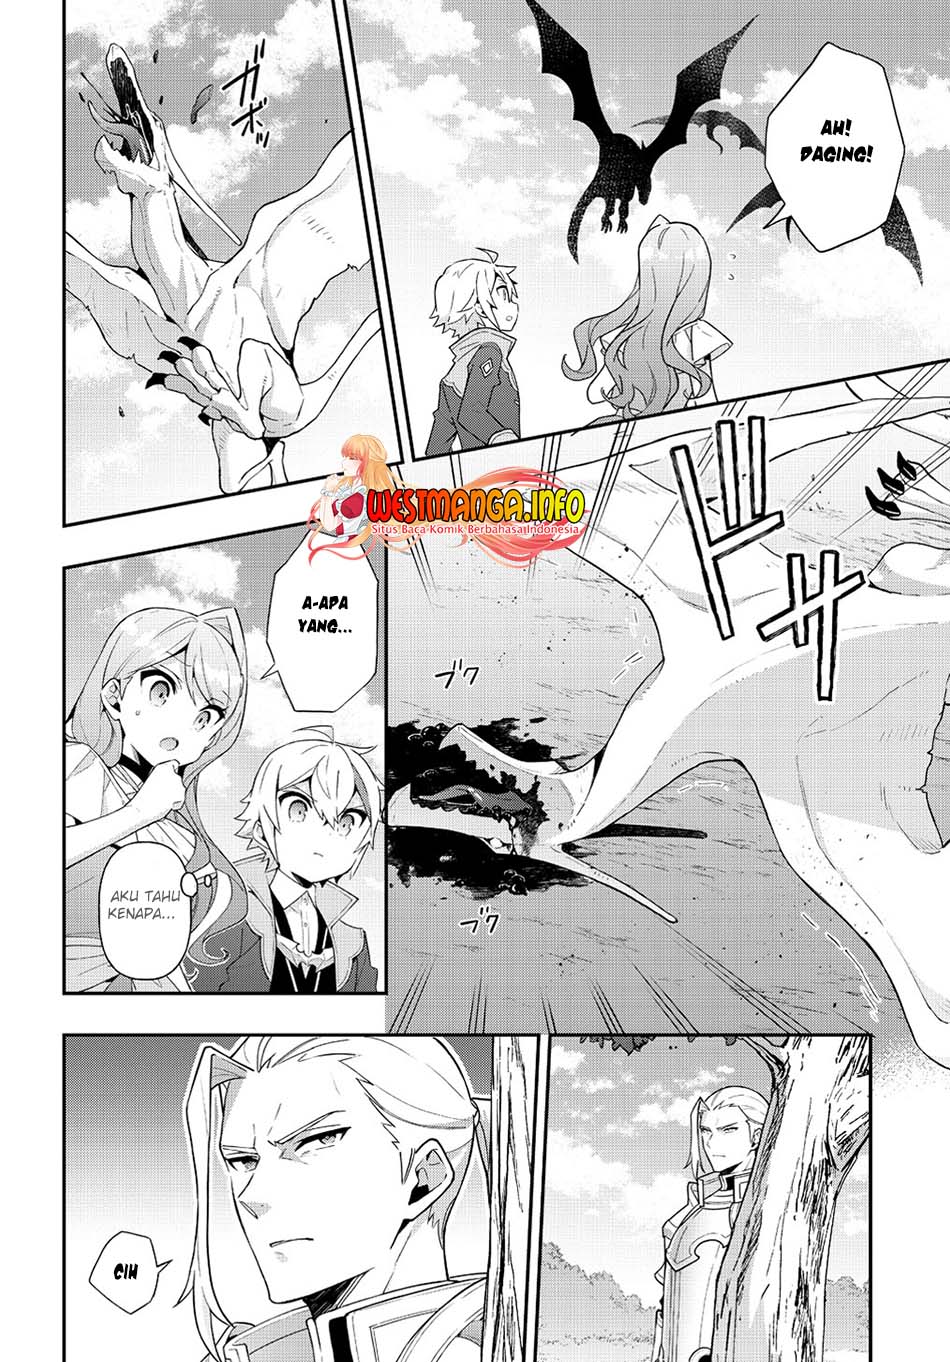 AH!
DAGING!
ガボッ
WESTMANGA.INFO
Situs Baca Komik Berbahasa Indonesia
ドドッ
ブク
ブク
A-APA
YANG...
AKU TAHU
KENAPA...
CIH